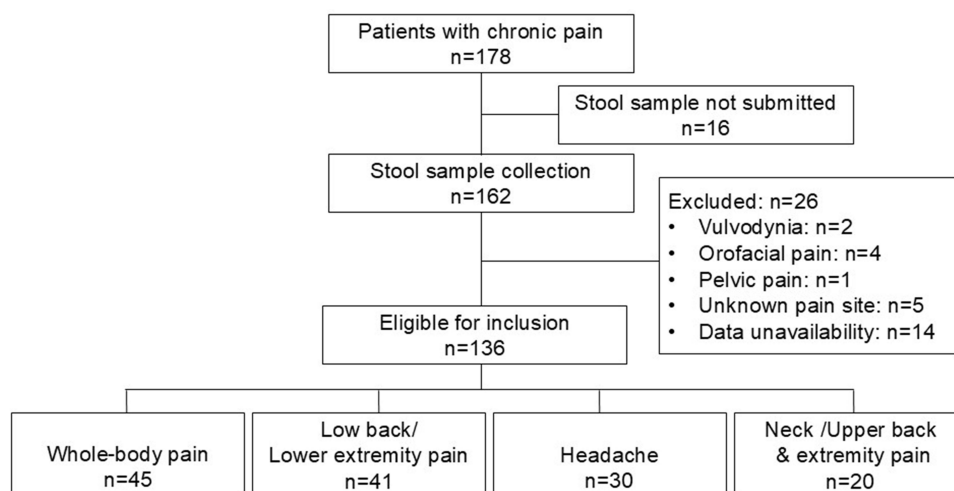 Patients with chronic pain
n=178
Stool sample not submitted
n=16
Stool sample collection
n=162
Excluded: n=26
• Vulvodynia: n=2
• Orofacial pain: n=4
• Pelvic pain: n=1
• Unknown pain site: n=5
• Data unavailability: n=14
Eligible for inclusion
n=136
Whole-body pain
n=45
Low back/
Lower extremity pain
n=41
Headache
n=30
Neck /Upper back
& extremity pain
n=20